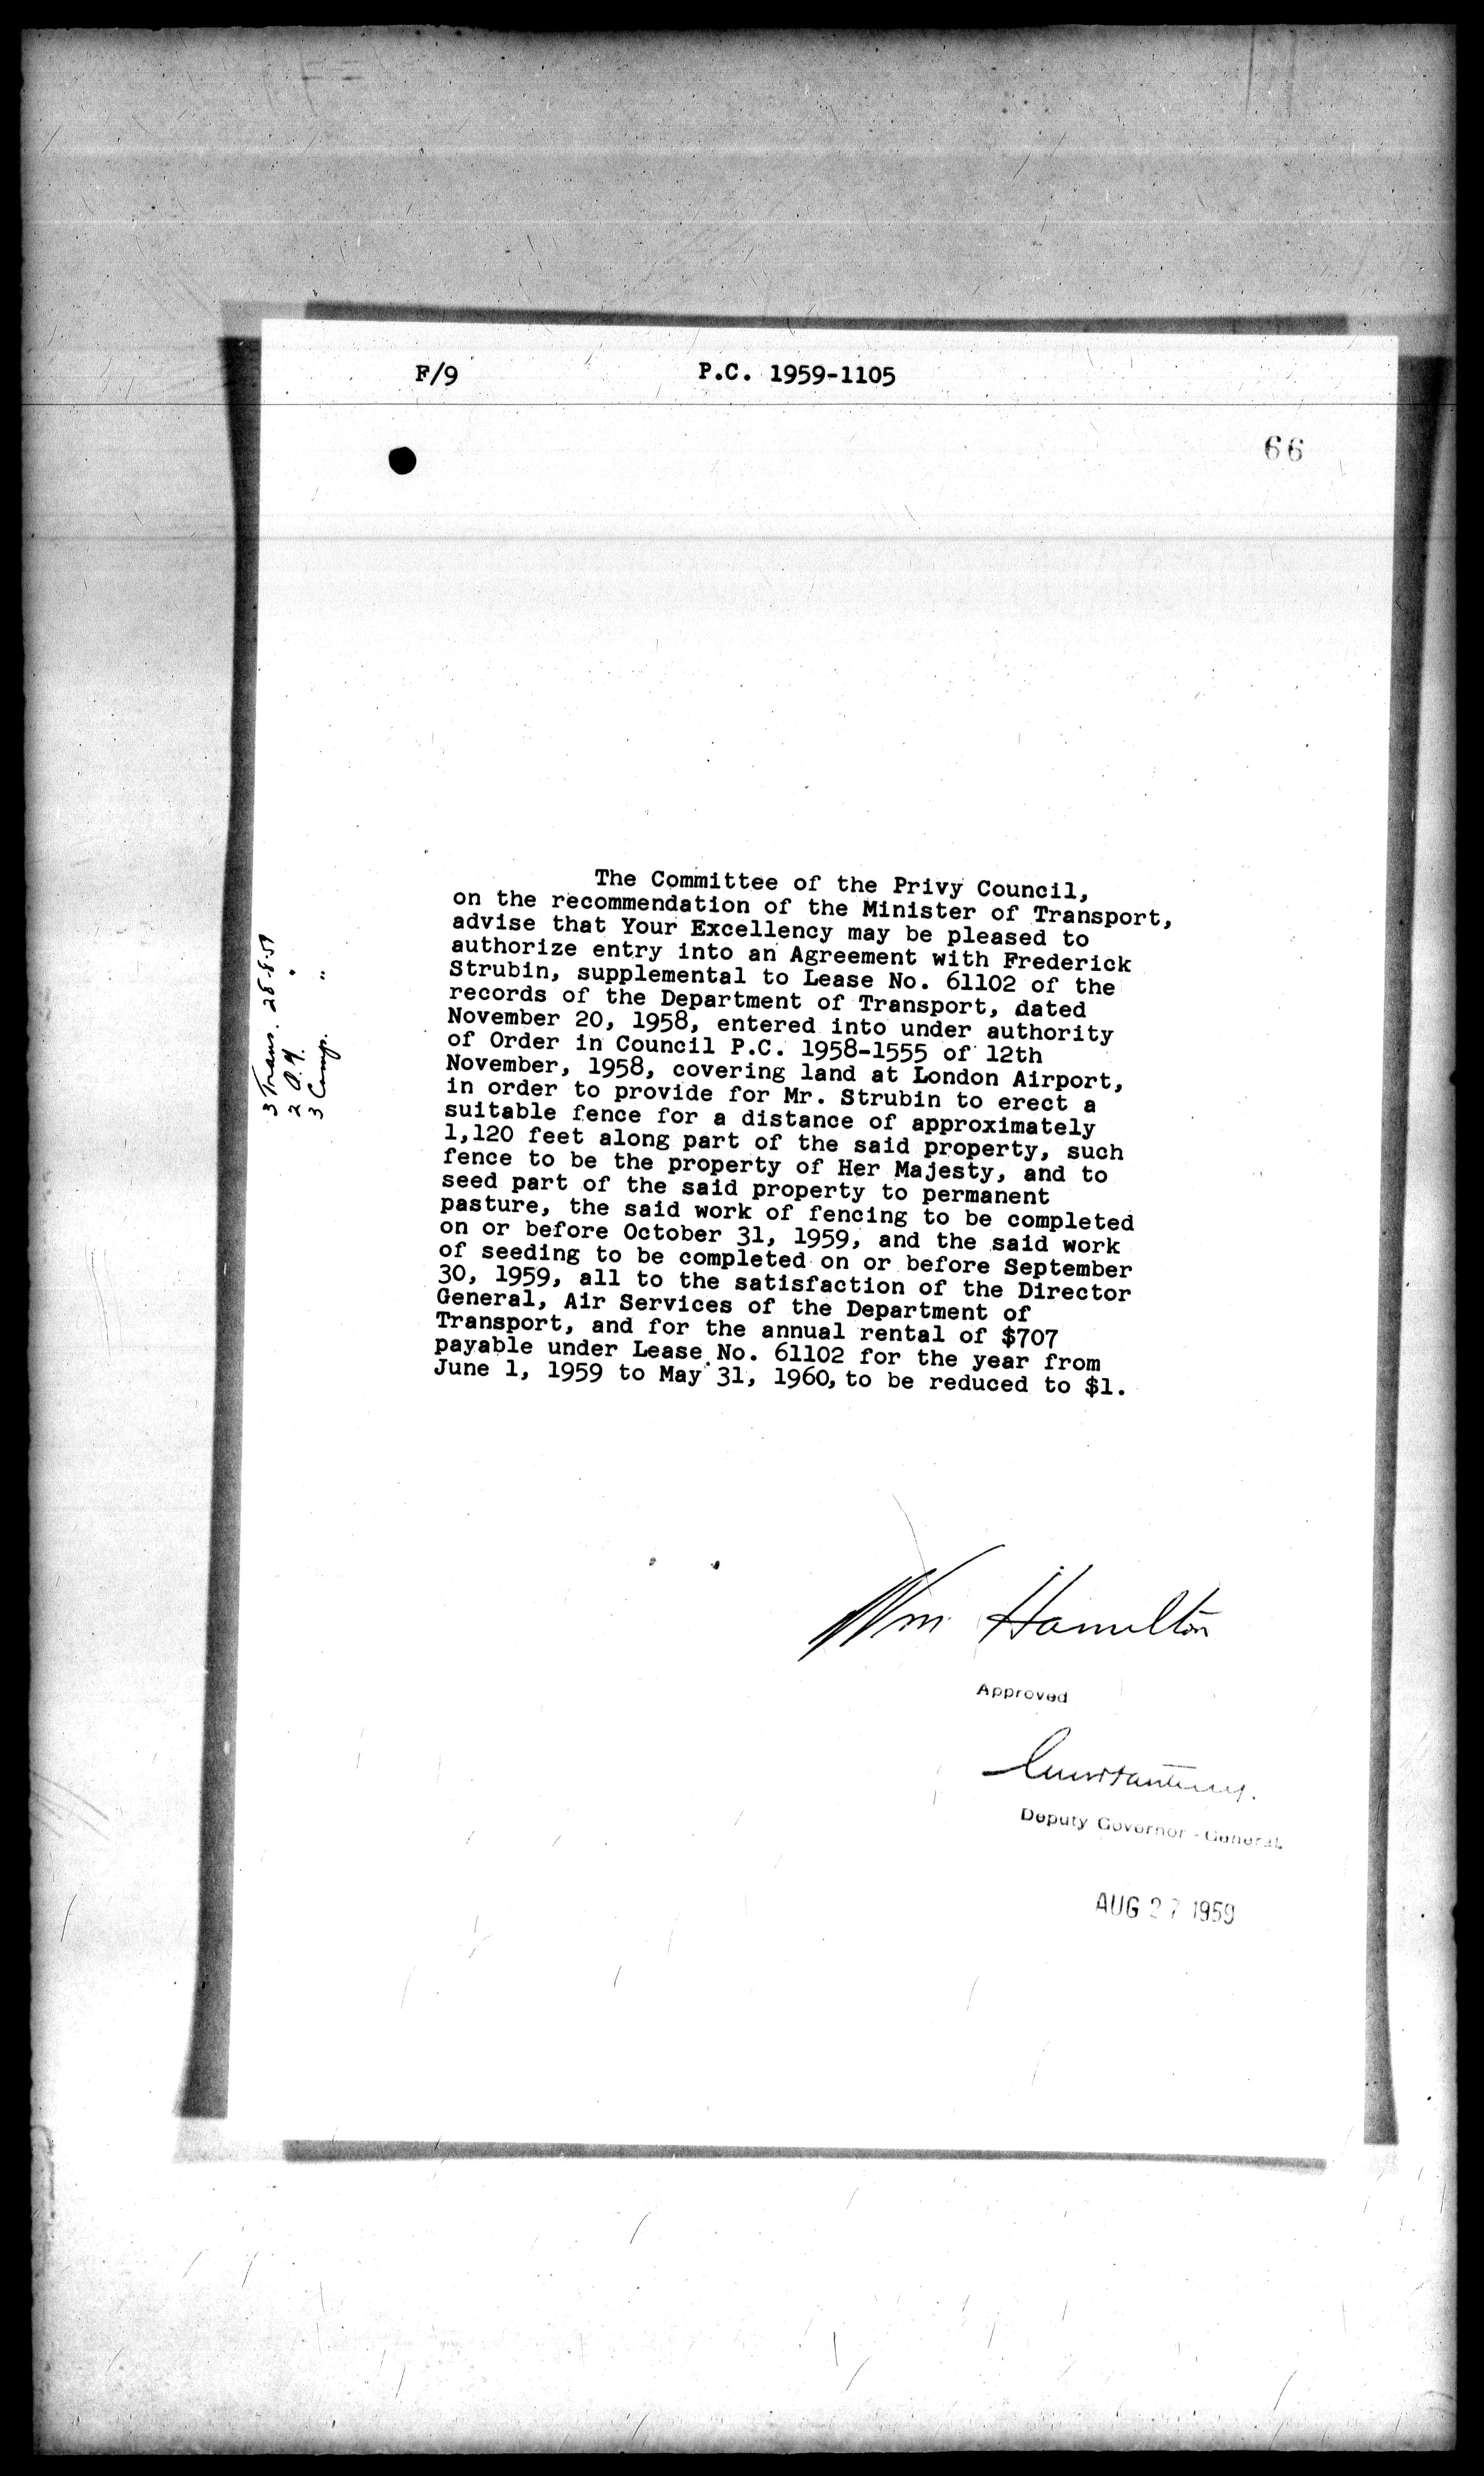 F/9 P.C. 1959-1105
66
The Committee of the Privy Council,
on the recommendation of the Minister of Transport,
advise that Your Excellency may be pleased to
authorize entry into an Agreement with Frederick
Strubin, supplemental to Lease No. 61102 of the
records of the Department of Transport, dated
November 20, 1958, entered into under authority
of Order in Council P.C. 1958-1555 of 12th
November, 1958, covering land at London Airport,
in order to provide for Mr. Strubin to erect a
suitable fence for a distance of approximately
1,120 feet along part of the said property, such
fence to be the property of Her Majesty, and to
seed part of the said property to permanent
pasture, the said work of fencing to be completed
on or before October 31, 1959, and the said work
of seeding to be completed on or before September
30, 1959, all to the satisfaction of the Director
General, Air Services of the Department of
Transport, and for the annual rental of $707
payable under Lease No. 61102 for the year from
June 1, 1959 to May 31, 1960, to be reduced to $1.
3 Trans. 28-8-59
2 "
3 Comp. "
Wm. Hamilton
Approved
Deputy Governor-General
AUG 27 1959